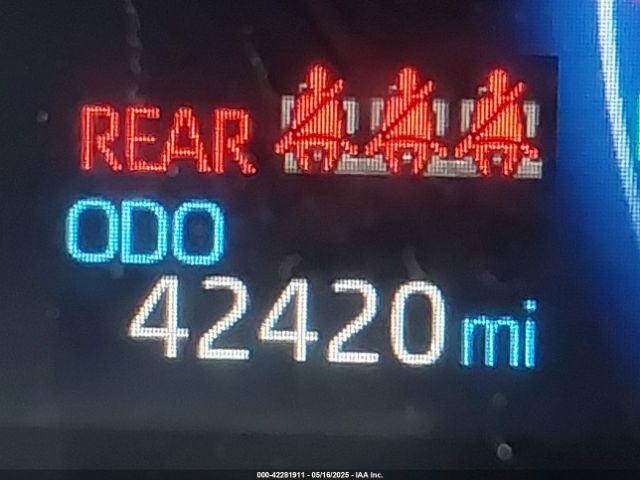 REAR
ODO
42420 mi
000-42281911 - 05/16/2025 - IAA Inc.